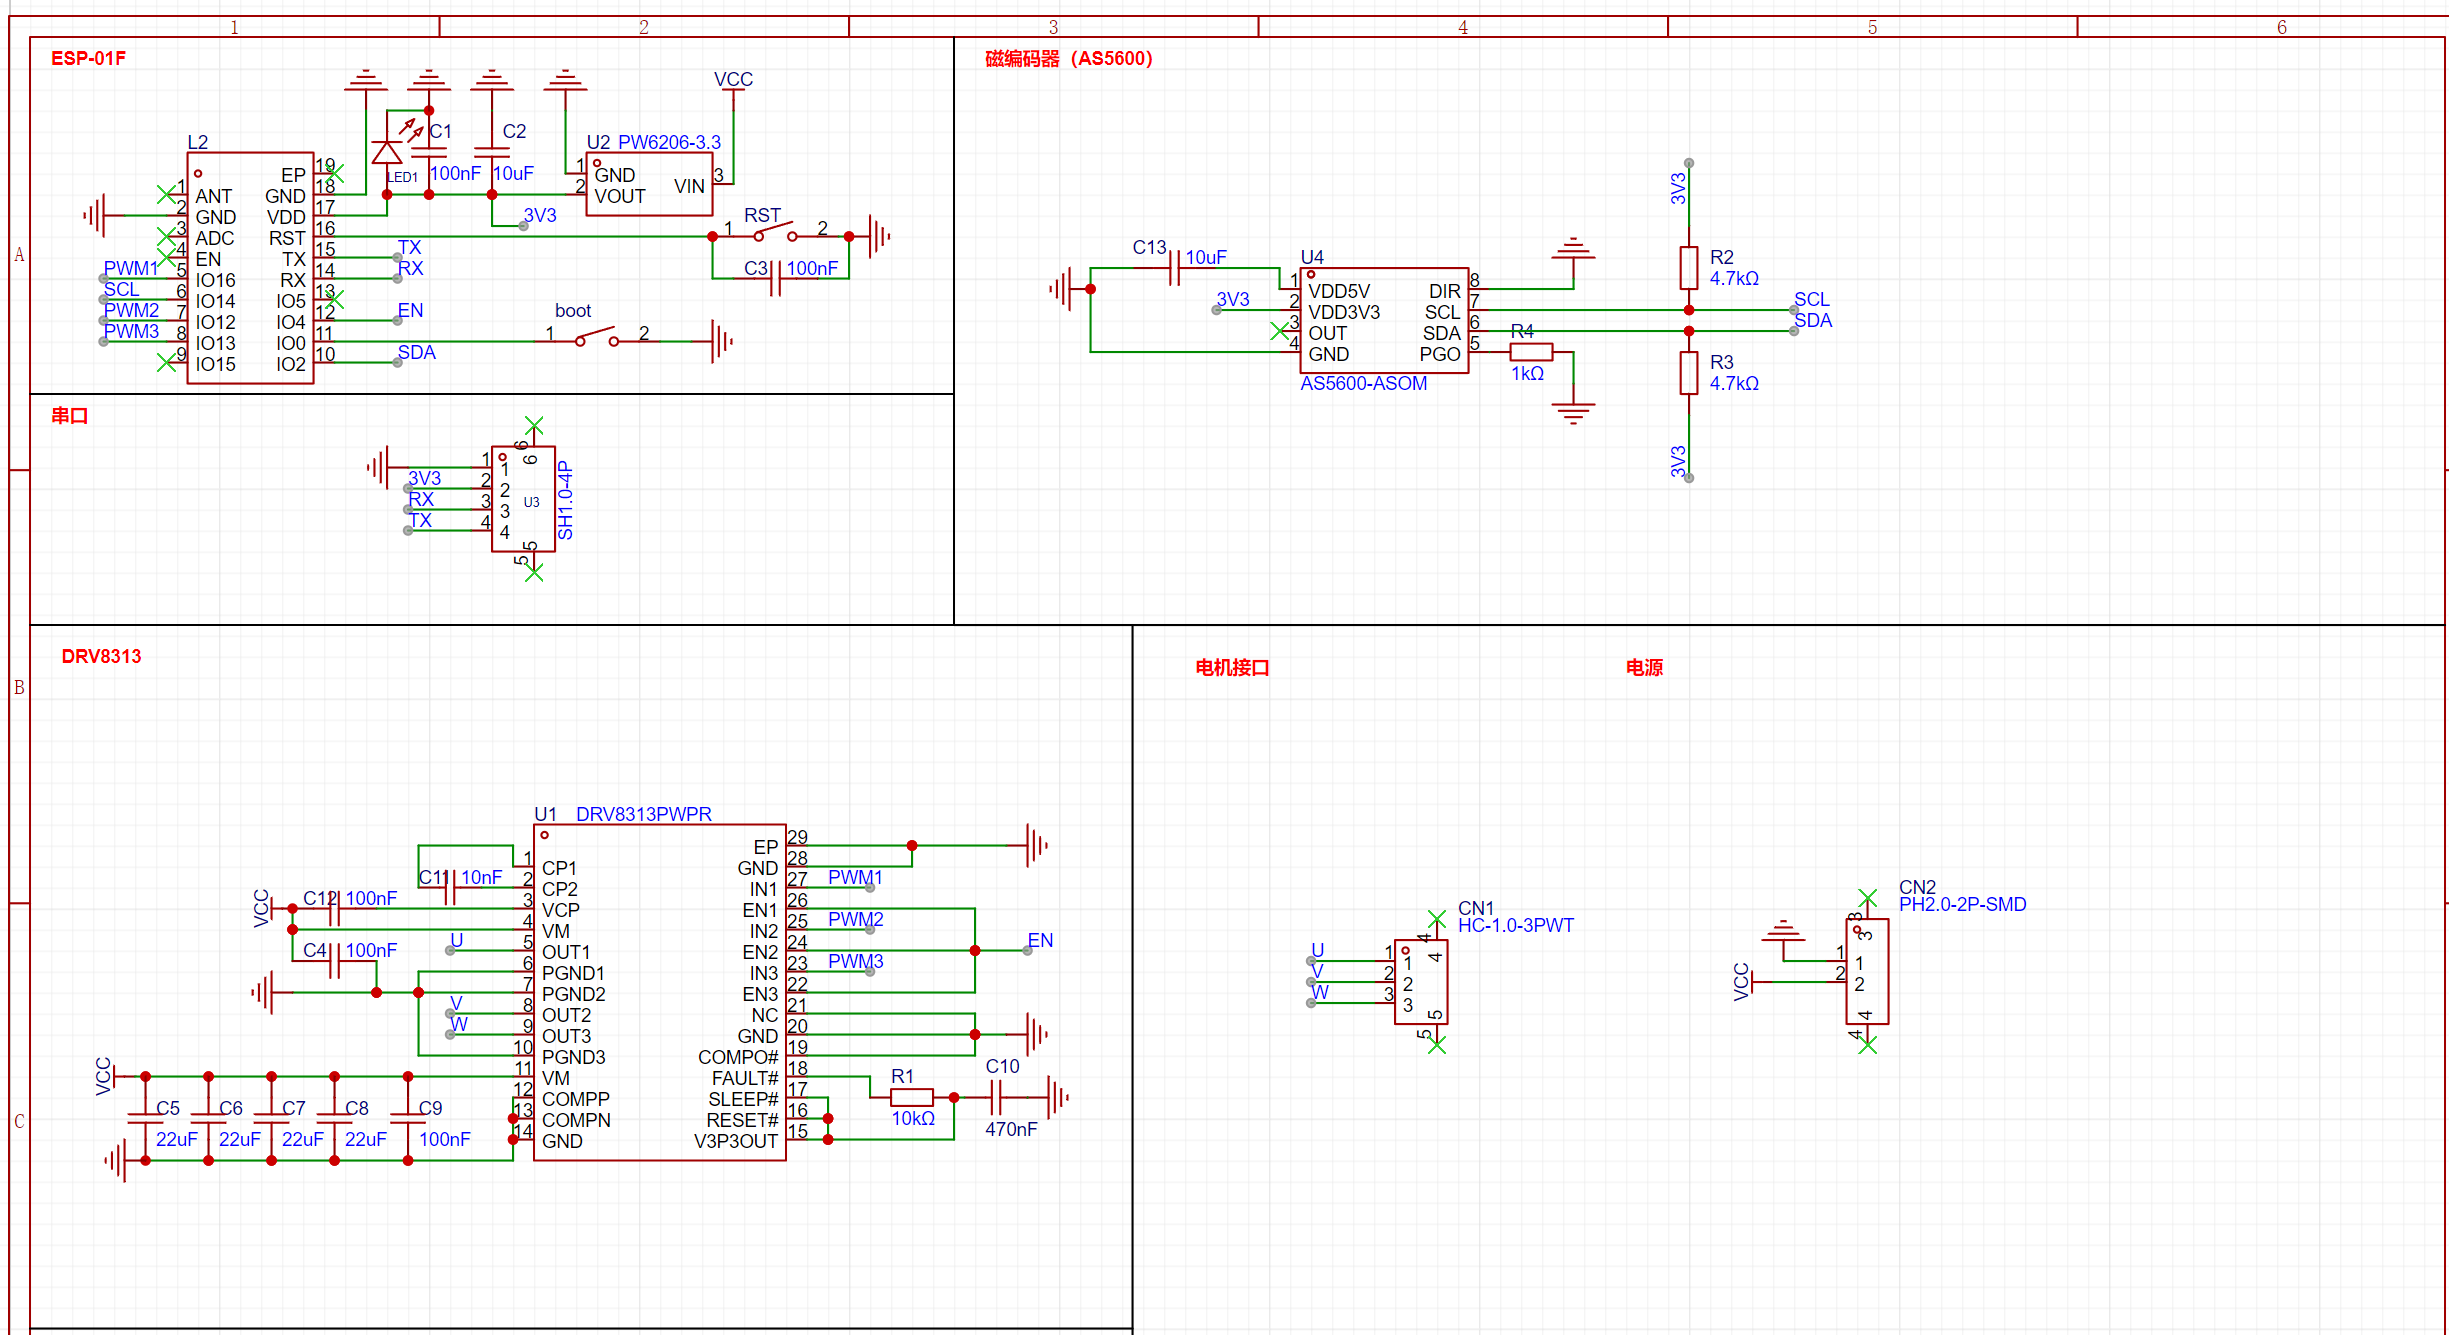 1 2 3 4 5 6
A
B
C
ESP-01F
VCC
L2
C1
100nF
C2
10uF
LED1
U2 PW6206-3.3
1 GND
2 VOUT
VIN 3
3V3
1 ANT
2 GND
3 ADC
4 EN
PWM1 5 IO16
SCL 6 IO14
PWM2 7 IO12
PWM3 8 IO13
9 IO15
EP 19
GND 18
VDD 17
RST 16
TX 15 TX
RX 14 RX
IO5 13
IO4 12 EN
IO0 11
IO2 10 SDA
RST
1 2
C3 100nF
boot
1 2
串口
6
6
1 1
3V3 2 2
RX 3 3
TX 4 4
U3
SH1.0-4P
5
5
磁编码器（AS5600）
C13 10uF
U4
1 VDD5V
3V3 2 VDD3V3
3 OUT
4 GND
DIR 8
SCL 7
SDA 6
PGO 5
AS5600-ASOM
R4
1kΩ
3V3
R2
4.7kΩ
SCL
SDA
R3
4.7kΩ
3V3
DRV8313
U1 DRV8313PWPR
C11 10nF
VCC
C12 100nF
C4 100nF
1 CP1
2 CP2
3 VCP
4 VM
U 5 OUT1
6 PGND1
7 PGND2
V 8 OUT2
W 9 OUT3
10 PGND3
11 VM
12 COMPP
13 COMPN
14 GND
EP 29
GND 28
IN1 27 PWM1
EN1 26
IN2 25 PWM2
EN2 24 EN
IN3 23 PWM3
EN3 22
NC 21
GND 20
COMPO# 19
FAULT# 18
SLEEP# 17
RESET# 16
V3P3OUT 15
R1
10kΩ
C10
470nF
VCC
C5 C6 C7 C8 C9
22uF 22uF 22uF 22uF 100nF
电机接口
CN1
HC-1.0-3PWT
4
4
U 1 1
V 2 2
W 3 3
5
5
电源
CN2
PH2.0-2P-SMD
3
3
1 1
VCC 2 2
4
4